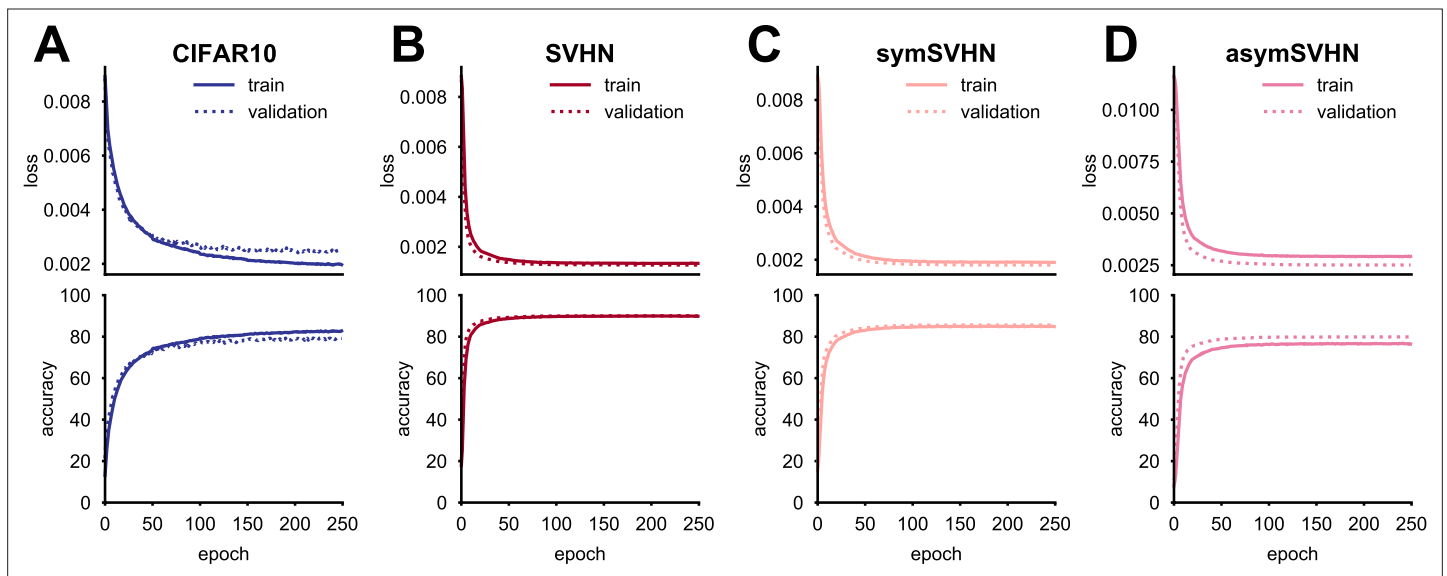 A
CIFAR10
train
validation
0.008
0.006
0.004
0.002
loss
100
80
60
40
20
0
accuracy
0
50
100
150
200
250
epoch
B
SVHN
train
validation
0.008
0.006
0.004
0.002
loss
100
80
60
40
20
0
accuracy
0
50
100
150
200
250
epoch
C
symSVHN
train
validation
0.008
0.006
0.004
0.002
loss
100
80
60
40
20
0
accuracy
0
50
100
150
200
250
epoch
D
asymSVHN
train
validation
0.0100
0.0075
0.0050
0.0025
loss
100
80
60
40
20
0
accuracy
0
50
100
150
200
250
epoch